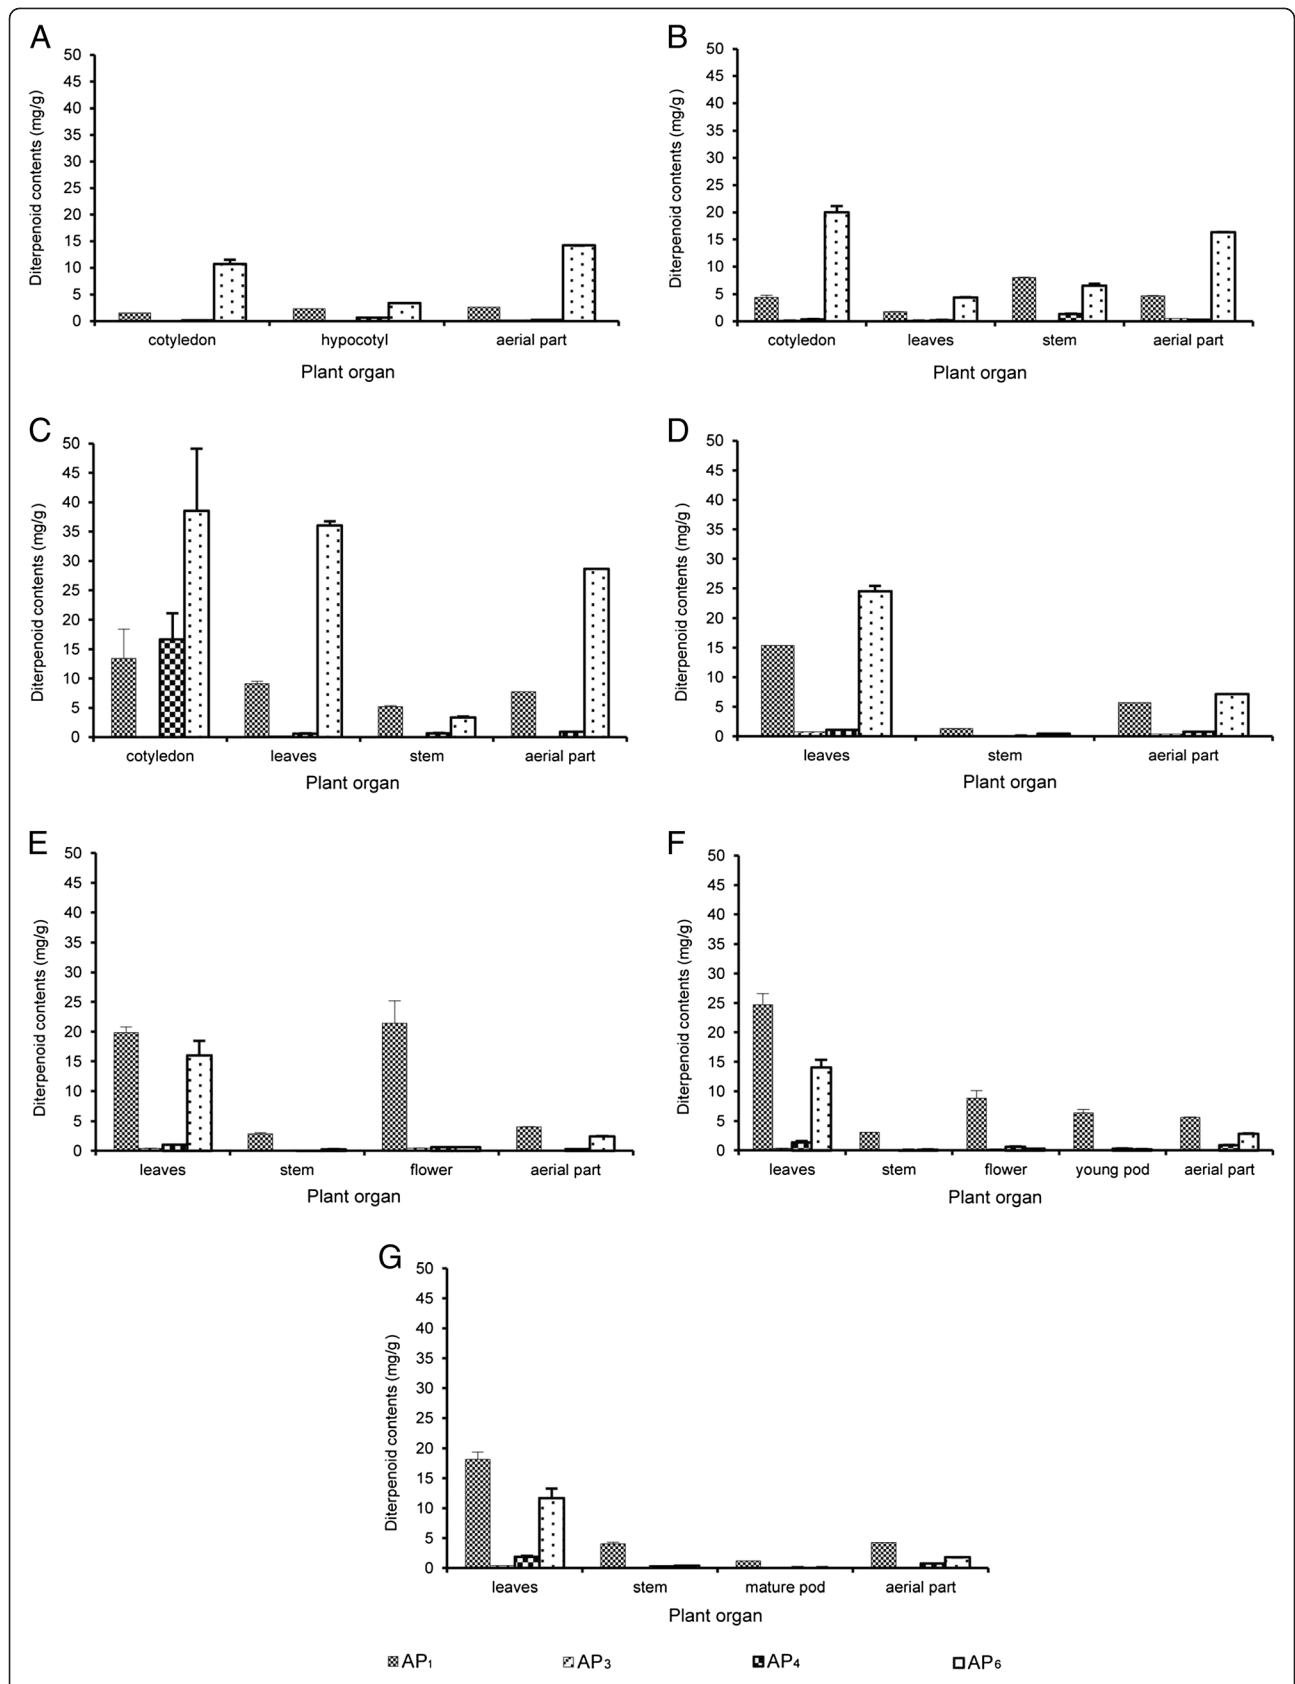 A
Diterpenoid contents (mg/g)
50
45
40
35
30
25
20
15
10
5
0
cotyledon hypocotyl aerial part
Plant organ
B
Diterpenoid contents (mg/g )
50
45
40
35
30
25
20
15
10
5
0
cotyledon leaves stem aerial part
Plant organ
C
Diterpenoid contents (mg/g )
50
45
40
35
30
25
20
15
10
5
0
cotyledon leaves stem aerial part
Plant organ
D
Diterpenoid contents (mg/g )
50
45
40
35
30
25
20
15
10
5
0
leaves stem aerial part
Plant organ
E
Diterpenoid contents (mg/g)
50
45
40
35
30
25
20
15
10
5
0
leaves stem flower aerial part
Plant organ
F
Diterpenoid contents (mg/g)
50
45
40
35
30
25
20
15
10
5
0
leaves stem flower young pod aerial part
Plant organ
G
Diterpenoid contents (mg/g)
50
45
40
35
30
25
20
15
10
5
0
leaves stem mature pod aerial part
Plant organ
AP1 AP3 AP4 AP6